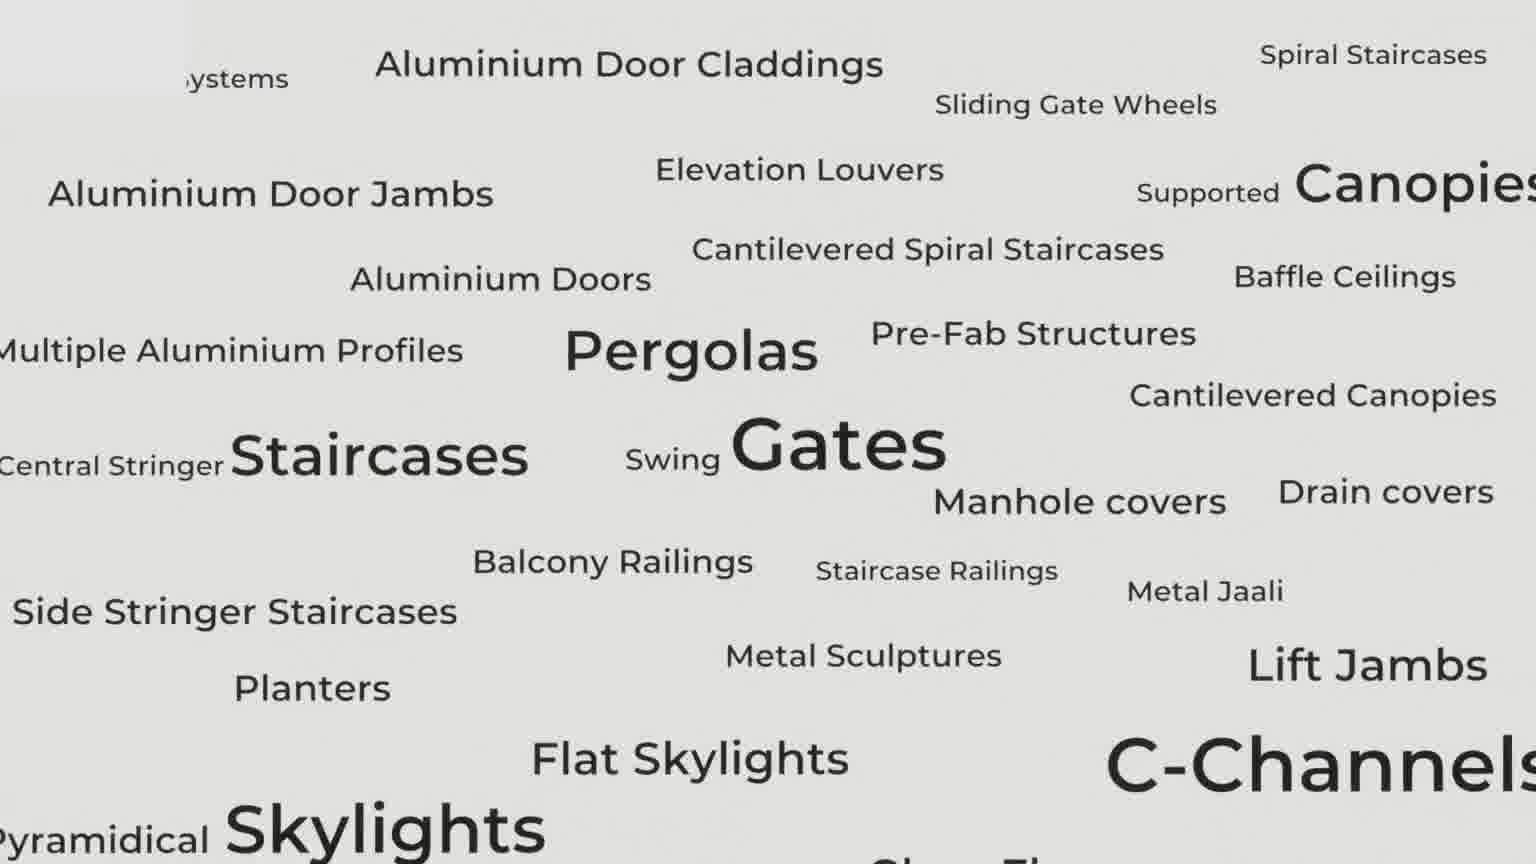 Aluminium Door Claddings
Spiral Staircases
Sliding Gate Wheels
Elevation Louvers
Aluminium Door Jambs
Supported Canopies
Cantilevered Spiral Staircases
Aluminium Doors
Baffle Ceilings
Multiple Aluminium Profiles
Pergolas
Pre-Fab Structures
Cantilevered Canopies
Central Stringer Staircases
Swing Gates
Manhole covers
Drain covers
Balcony Railings
Staircase Railings
Metal Jaali
Side Stringer Staircases
Metal Sculptures
Lift Jambs
Planters
Flat Skylights
C-Channels
Pyramidical Skylights